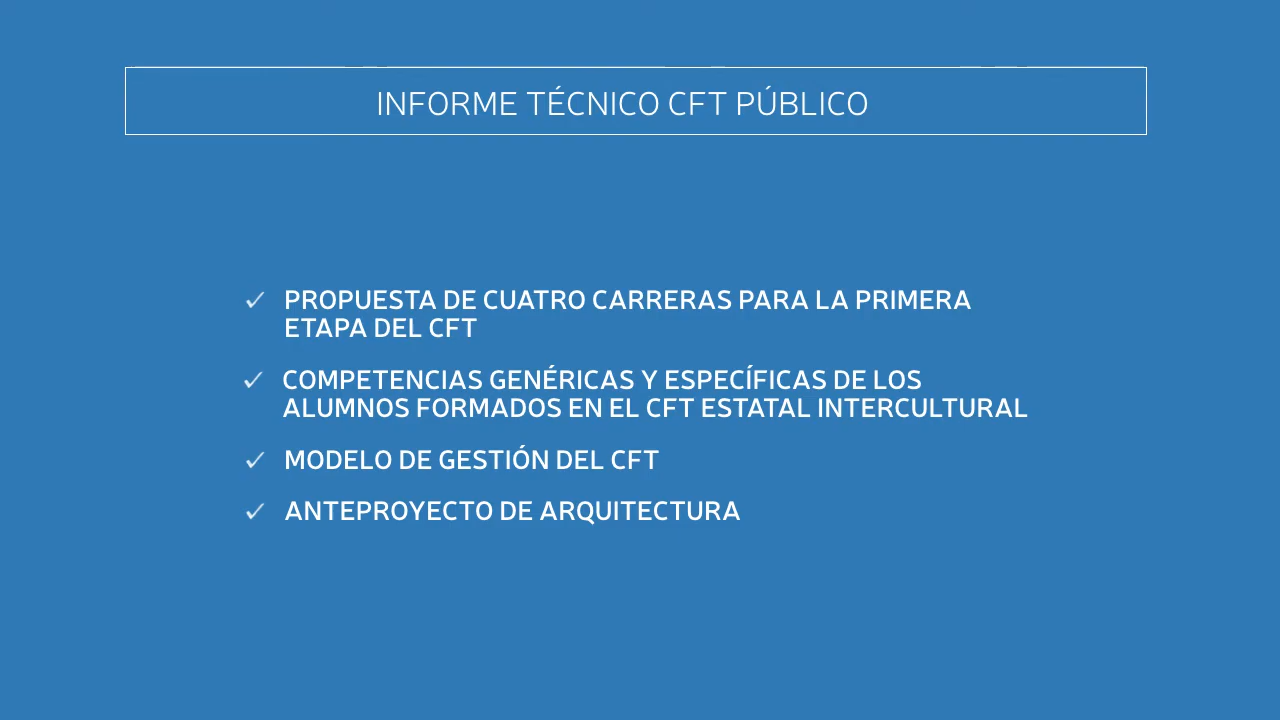 INFORME TÉCNICO CFT PÚBLICO
✓ PROPUESTA DE CUATRO CARRERAS PARA LA PRIMERA
ETAPA DEL CFT
✓ COMPETENCIAS GENÉRICAS Y ESPECÍFICAS DE LOS
ALUMNOS FORMADOS EN EL CFT ESTATAL INTERCULTURAL
✓ MODELO DE GESTIÓN DEL CFT
✓ ANTEPROYECTO DE ARQUITECTURA